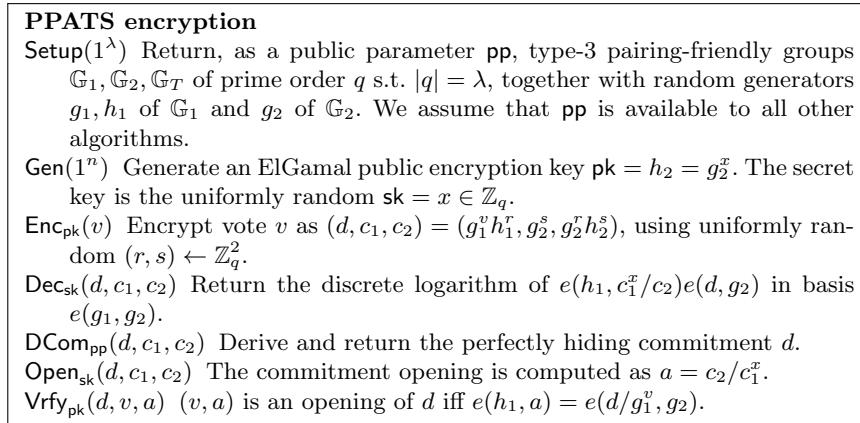 PPATS encryption
Setup(1^λ) Return, as a public parameter pp, type-3 pairing-friendly groups
𝔾₁, 𝔾₂, 𝔾_T of prime order q s.t. |q| = λ, together with random generators
g₁, h₁ of 𝔾₁ and g₂ of 𝔾₂. We assume that pp is available to all other
algorithms.
Gen(1^n) Generate an ElGamal public encryption key pk = h₂ = g₂^x. The secret
key is the uniformly random sk = x ∈ ℤ_q.
Enc_pk(v) Encrypt vote v as (d, c₁, c₂) = (g₁^v h₁^r, g₂^s, g₂^r h₂^s), using uniformly ran-
dom (r, s) ← ℤ_q^2.
Dec_sk(d, c₁, c₂) Return the discrete logarithm of e(h₁, c₁^x/c₂)e(d, g₂) in basis
e(g₁, g₂).
DCom_pp(d, c₁, c₂) Derive and return the perfectly hiding commitment d.
Open_sk(d, c₁, c₂) The commitment opening is computed as a = c₂/c₁^x.
Vrfy_pk(d, v, a) (v, a) is an opening of d iff e(h₁, a) = e(d/g₁^v, g₂).